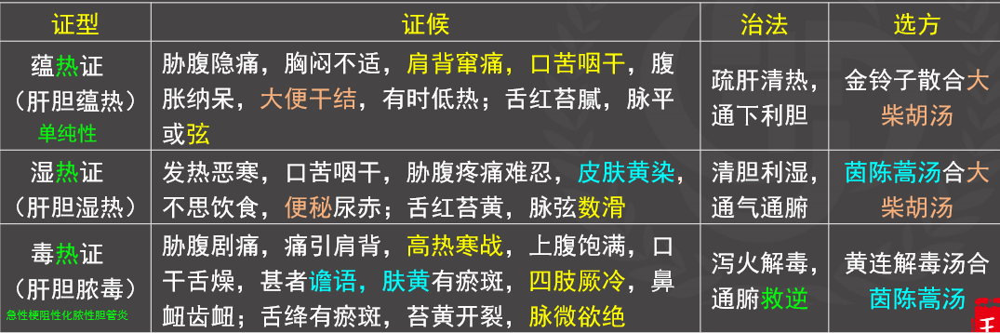 证型 证候 治法 选方
蕴热证
（肝胆蕴热）
单纯性
胁腹隐痛，胸闷不适，肩背窜痛，口苦咽干，腹
胀纳呆，大便干结，有时低热；舌红苔腻，脉平
或弦
疏肝清热，
通下利胆
金铃子散合大
柴胡汤
湿热证
（肝胆湿热）
发热恶寒，口苦咽干，胁腹疼痛难忍，皮肤黄染，
不思饮食，便秘尿赤；舌红苔黄，脉弦数滑
清胆利湿，
通气通腑
茵陈蒿汤合大
柴胡汤
毒热证
（肝胆脓毒）
急性梗阻性化脓性胆管炎
胁腹剧痛，痛引肩背，高热寒战，上腹饱满，口
干舌燥，甚者谵语，肤黄有瘀斑，四肢厥冷，鼻
衄齿衄；舌绛有瘀斑，苔黄开裂，脉微欲绝
泻火解毒，
通腑救逆
黄连解毒汤合
茵陈蒿汤